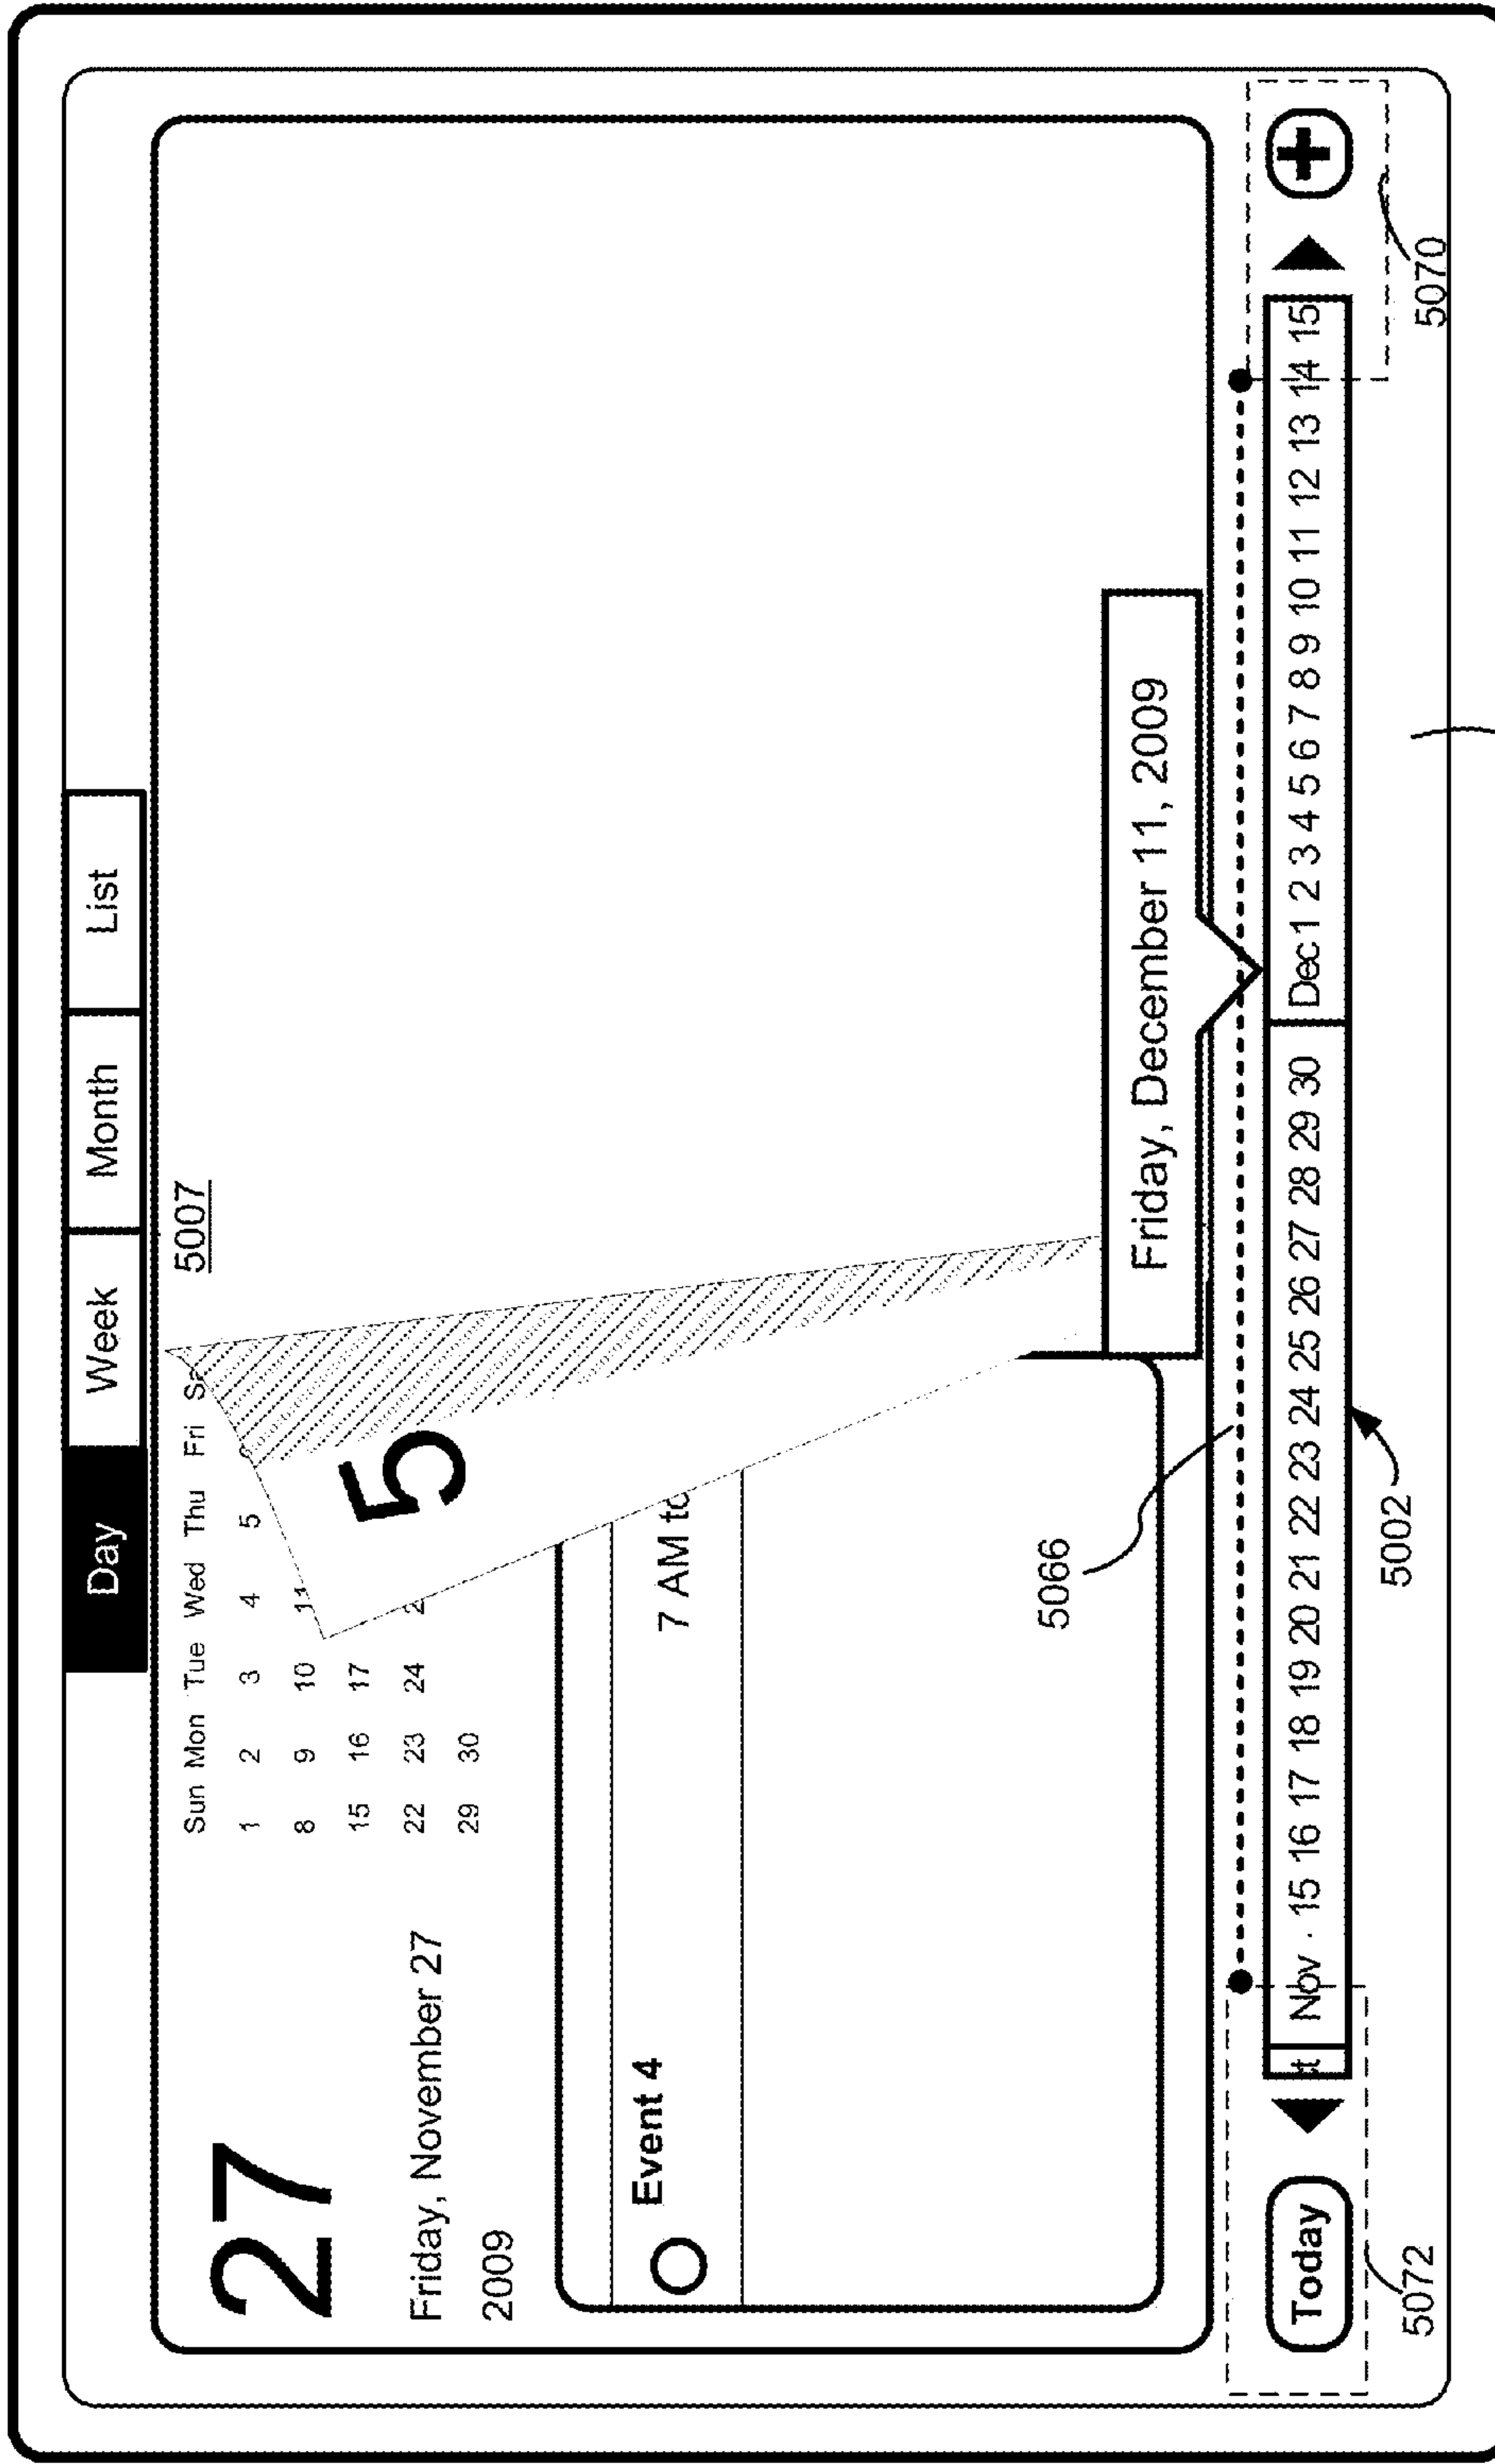 Day Week Month List
5007
27
Friday, November 27
2009
Sun Mon Tue Wed Thu Fri
1 2 3 4 5
8 9 10 11
15 16 17
22 23 24 2
29 30
5
Event 4
7 AM to
5066
Friday, December 11, 2009
Today st Nov · 15 16 17 18 19 20 21 22 23 24 25 26 27 28 29 30 Dec 1 2 3 4 5 6 7 8 9 10 11 12 13 14 15 +
5072
5002
5070